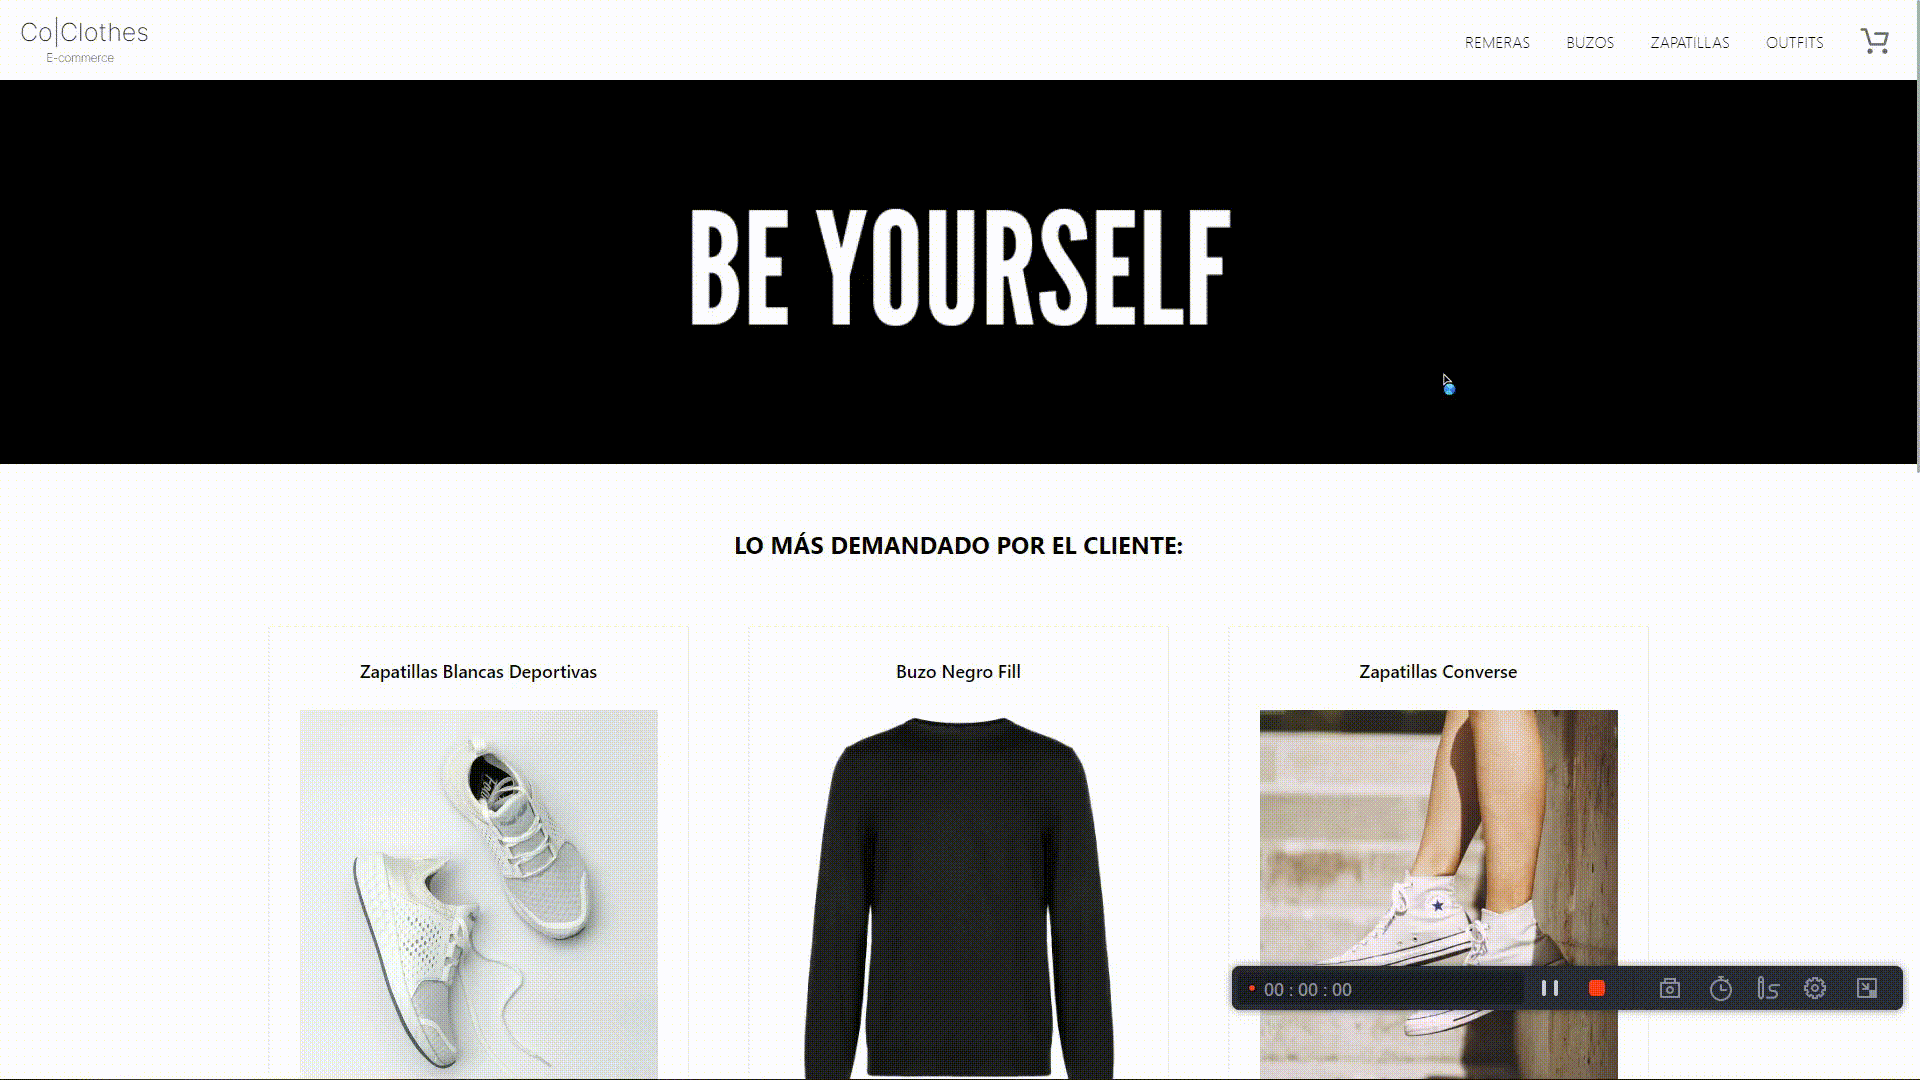 Co|Clothes
E-commerce
REMERAS
BUZOS
ZAPATILLAS
OUTFITS
BE YOURSELF
LO MÁS DEMANDADO POR EL CLIENTE:
Zapatillas Blancas Deportivas
Buzo Negro Fill
Zapatillas Converse
00 : 00 : 00